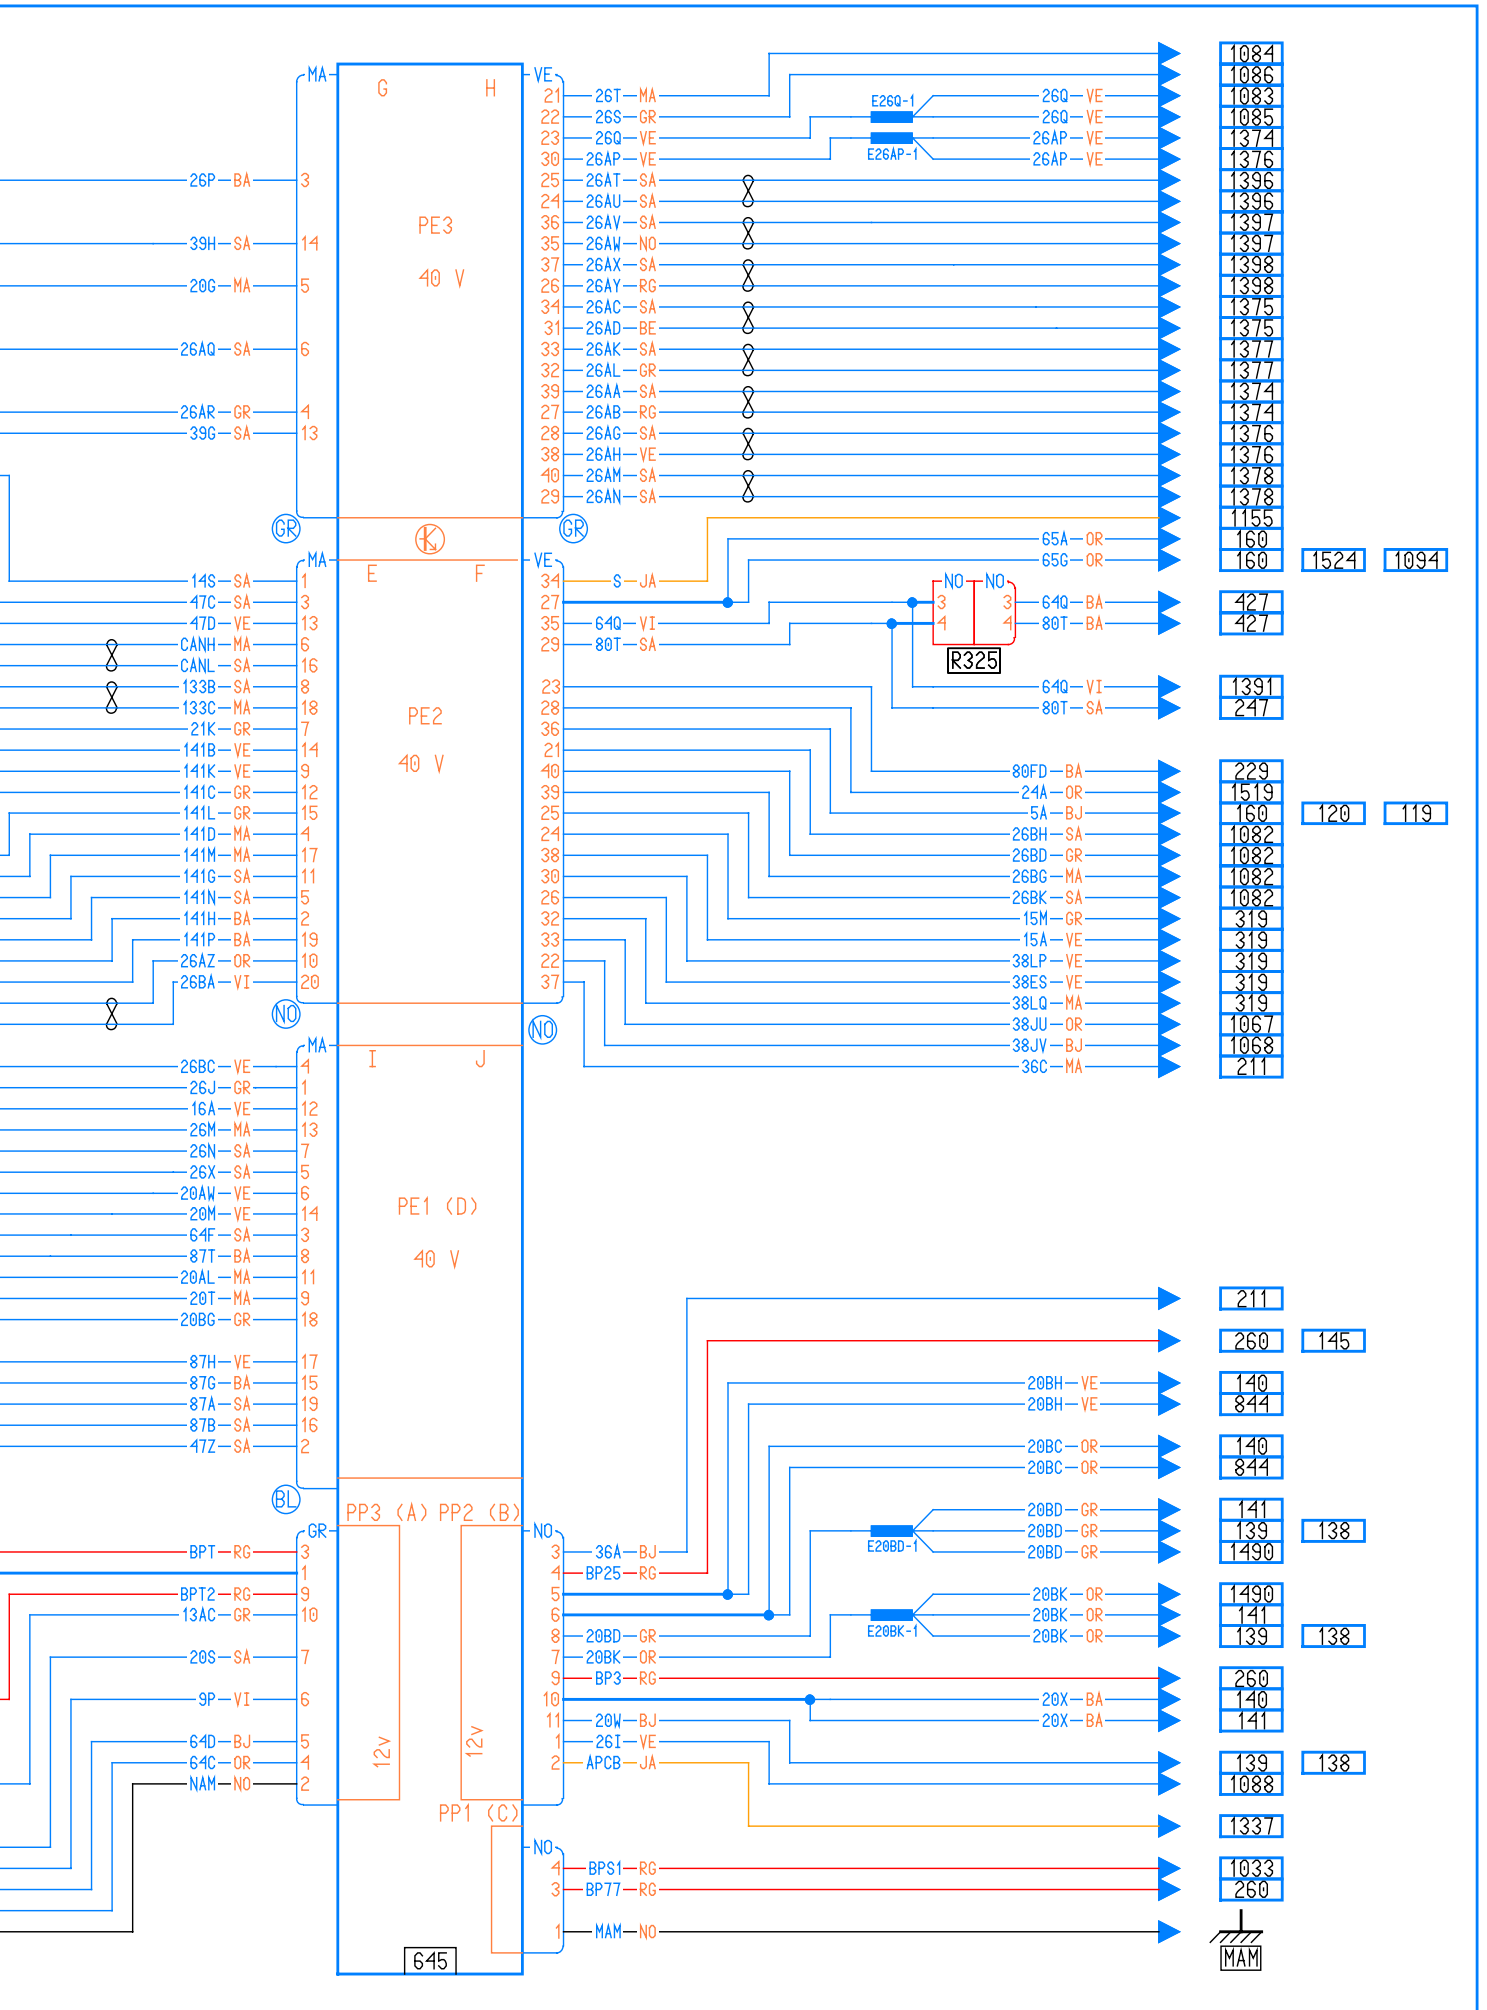 MA G H VE 1084
1086
21 26T MA E26Q-1 26Q VE 1083
22 26S GR 26Q VE 1085
23 26Q VE 26AP VE 1374
30 26AP VE E26AP-1 26AP VE 1376
26P BA 3 25 26AT SA 1396
24 26AU SA 1396
PE3 36 26AV SA 1397
39H SA 14 35 26AW NO 1397
40 V 37 26AX SA 1398
20G MA 5 26 26AY RG 1398
34 26AC SA 1375
31 26AD BE 1375
26AQ SA 6 33 26AK SA 1377
32 26AL GR 1377
39 26AA SA 1374
26AR GR 4 27 26AB RG 1374
39G SA 13 28 26AG SA 1376
38 26AH VE 1376
40 26AM SA 1378
29 26AN SA 1378
1155
GR K GR 65A OR 160
MA VE 65G OR 160 1524 1094
E F
14S SA 1 34 S JA NO NO
47C SA 3 27 3 3 64Q BA 427
47D VE 13 35 64Q VI 4 4 80T BA 427
CANH MA 6 29 80T SA
CANL SA 16 R325
133B SA 8 23 64Q VI 1391
133C MA 18 28 80T SA 247
PE2
21K GR 7 36
141B VE 14 21
40 V
141K VE 9 40 80FD BA 229
141C GR 12 39 24A OR 1519
141L GR 15 25 5A BJ 160 120 119
141D MA 4 24 26BH SA 1082
141M MA 17 38 26BD GR 1082
141G SA 11 30 26BG MA 1082
141N SA 5 26 26BK SA 1082
141H BA 2 32 15M GR 319
141P BA 19 33 15A VE 319
26AZ OR 10 22 38LP VE 319
26BA VI 20 37 38ES VE 319
38LQ MA 319
NO NO 38JU OR 1067
MA 38JV BJ 1068
I J
26BC VE 4 36C MA 211
26J GR 1
16A VE 12
26M MA 13
26N SA 7
26X SA 5
20AW VE 6
PE1 (D)
20M VE 14
64F SA 3
87T BA 8
40 V
20AL MA 11
20T MA 9 211
20BG GR 18
260 145
87H VE 17
87G BA 15 20BH VE 140
87A SA 19 20BH VE 844
87B SA 16
47Z SA 2 20BC OR 140
20BC OR 844
BL
PP3 (A) PP2 (B) 20BD GR 141
GR NO 20BD GR 139 138
E20BD-1
BPT RG 3 3 36A BJ 20BD GR 1490
1 4 BP25 RG
BPT2 RG 9 5 20BK OR 1490
13AC GR 10 6 20BK OR 141
8 20BD GR E20BK-1 20BK OR 139 138
20S SA 7 7 20BK OR
9 BP3 RG 260
9P VI 6 10 20X BA 140
11 20W BJ 20X BA 141
64D BJ 5 1 26I VE
12v 12v
64C OR 4 2 APCB JA 139 138
NAM NO 2 1088
PP1 (C)
1337
NO
4 BPS1 RG 1033
3 BP77 RG 260
1 MAM NO
645 MAM